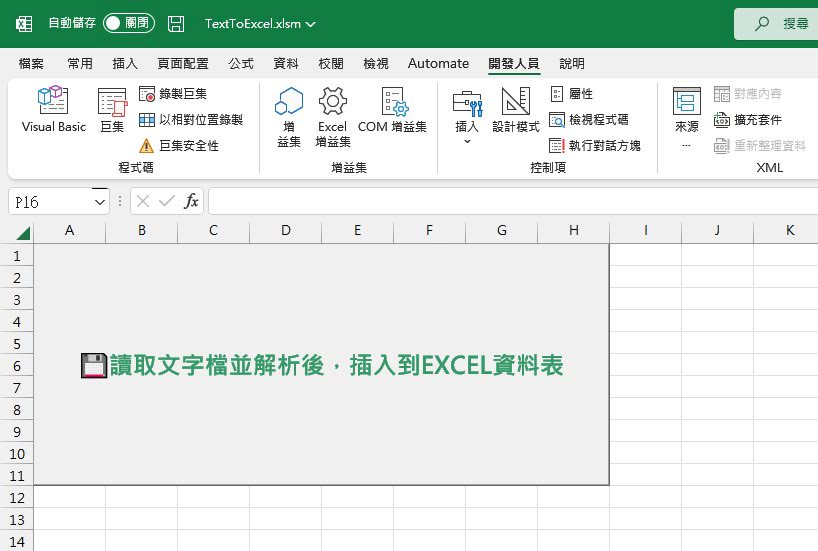 自動儲存 關閉 TextToExcel.xlsm 搜尋
檔案 常用 插入 頁面配置 公式 資料 校閱 檢視 Automate 開發人員 說明
Visual Basic
巨集
錄製巨集
以相對位置錄製
巨集安全性
程式碼
增
益集
Excel
增益集
COM 增益集
增益集
插入
設計模式
屬性
檢視程式碼
執行對話方塊
控制項
來源
...
對應內容
擴充套件
重新整理資料
XML
P16 fx
A B C D E F G H I J K
1
2
3
4
5
6
7
8
9
10
11
12
13
14
讀取文字檔並解析後，插入到EXCEL資料表